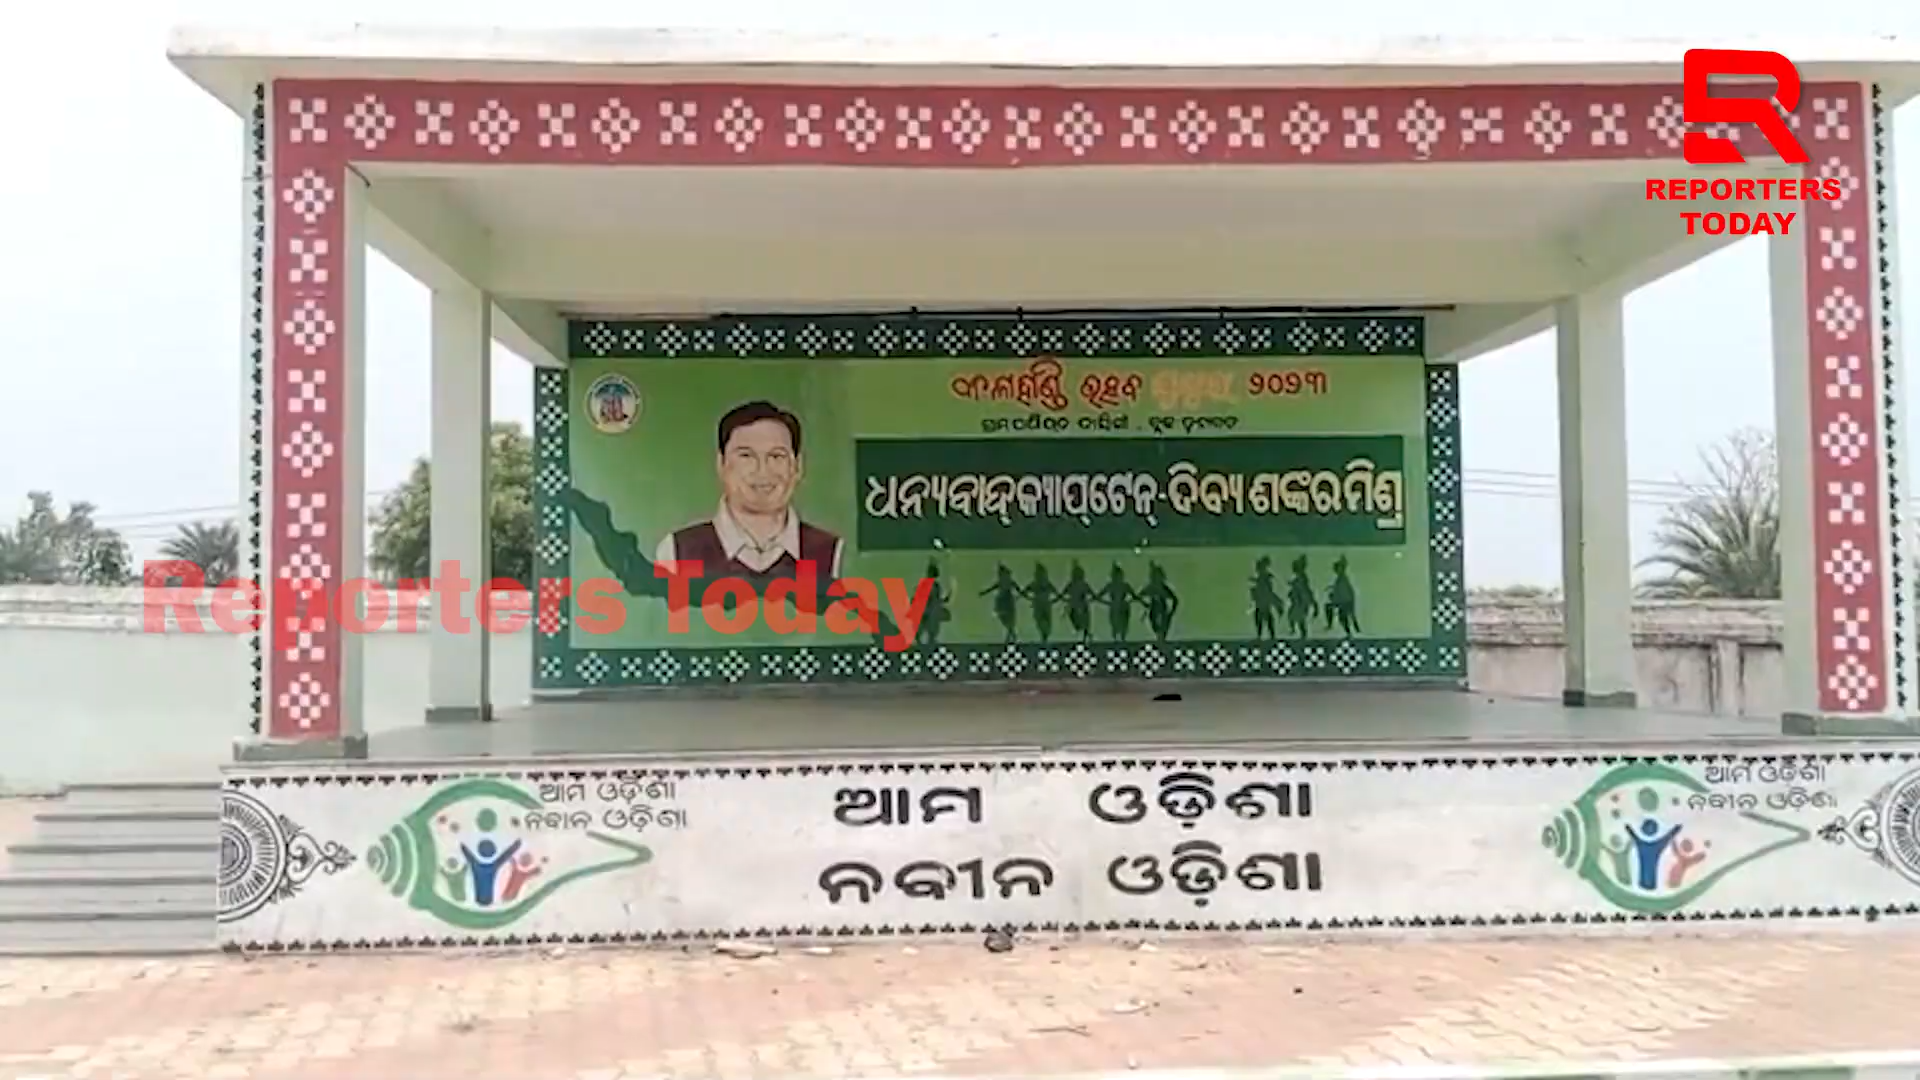 REPORTERS
TODAY
କଳାହାଣ୍ଡି ଉତ୍ସବ ଘୁମୁରା ୨୦୨୩
ଧନ୍ୟବାଦ୍ କ୍ୟାପ୍‌ଟେନ୍-ଦିବ୍ୟଶଙ୍କର ମିଶ୍ର
Reporters Today
ଆମ ଓଡ଼ିଶା
ନବୀନ ଓଡ଼ିଶା
ଆମ ଓଡ଼ିଶା
ନବୀନ ଓଡ଼ିଶା
ଆମ ଓଡ଼ିଶା
ନବୀନ ଓଡ଼ିଶା